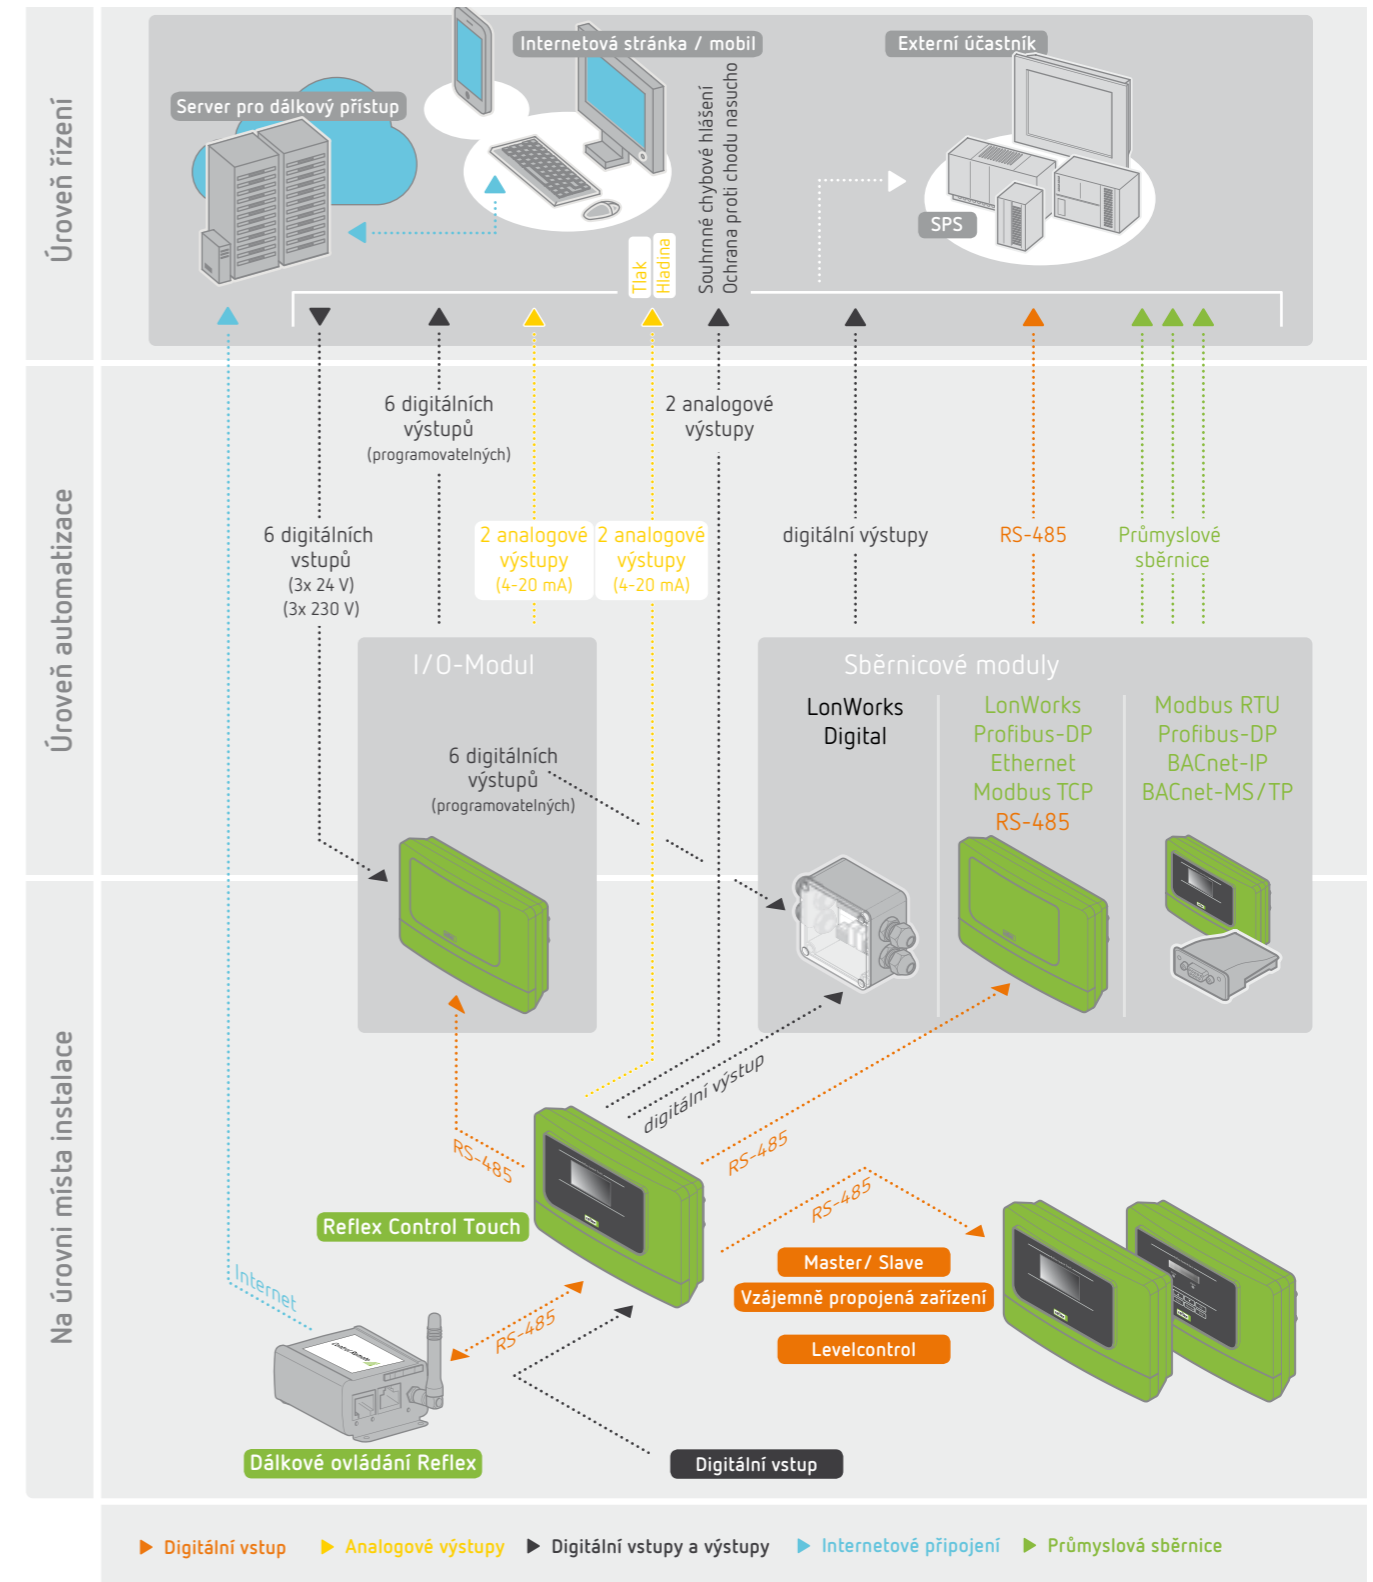 Úroveň řízení
Internetová stránka / mobil
Externí účastník
Server pro dálkový přístup
SPS
Tlak
Hladina
Souhrnné chybové hlášení
Ochrana proti chodu nasucho
Úroveň automatizace
6 digitálních
výstupů
(programovatelných)
2 analogové
výstupy
6 digitálních
vstupů
(3x 24 V)
(3x 230 V)
2 analogové
výstupy
(4-20 mA)
2 analogové
výstupy
(4-20 mA)
digitální výstupy
RS-485
Průmyslové
sběrnice
I/O-Modul
Sběrnicové moduly
LonWorks
Digital
LonWorks
Profibus-DP
Ethernet
Modbus TCP
RS-485
Modbus RTU
Profibus-DP
BACnet-IP
BACnet-MS/TP
6 digitálních
výstupů
(programovatelných)
Na úrovni místa instalace
digitální výstup
RS-485
RS-485
RS-485
Reflex Control Touch
Master/ Slave
Vzájemně propojená zařízení
Levelcontrol
Internet
RS-485
Control Remote
Dálkové ovládání Reflex
Digitální vstup
Digitální vstup
Analogové výstupy
Digitální vstupy a výstupy
Internetové připojení
Průmyslová sběrnice